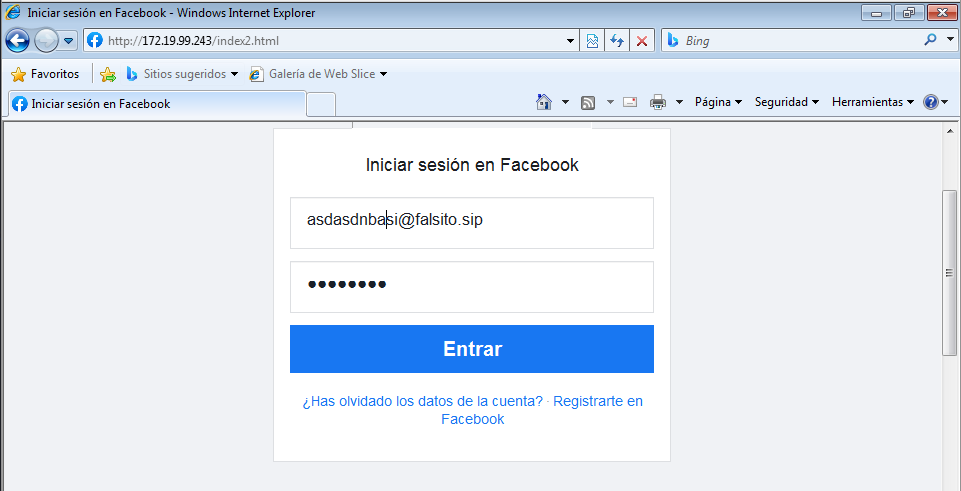 Iniciar sesión en Facebook - Windows Internet Explorer
http://172.19.99.243/index2.html
Bing
Favoritos
Sitios sugeridos
Galería de Web Slice
Iniciar sesión en Facebook
Página
Seguridad
Herramientas
Iniciar sesión en Facebook
asdasdnbasi@falsito.sip
••••••••
Entrar
¿Has olvidado los datos de la cuenta? · Registrarte en
Facebook